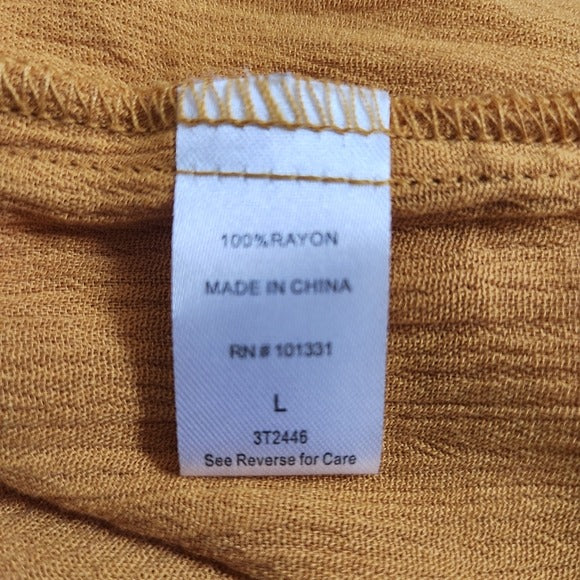 100%RAYON
MADE IN CHINA
RN # 101331
L
3T2446
See Reverse for Care